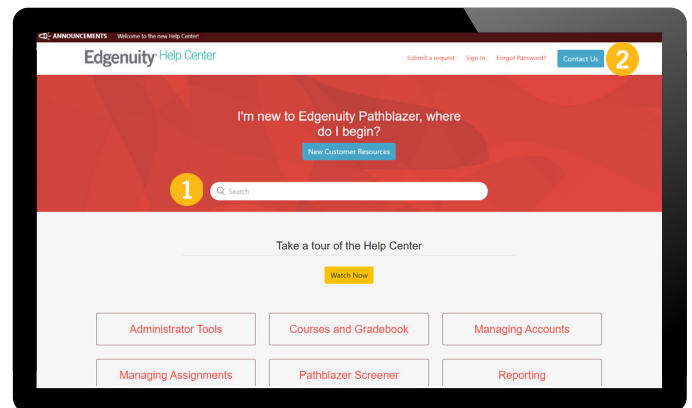 ANNOUNCEMENTS Welcome to the new Help Center!
Edgenuity Help Center
Submit a request Sign In Forgot Password? Contact Us 2
I'm new to Edgenuity Pathblazer, where
do I begin?
New Customer Resources
1 Search
Take a tour of the Help Center
Watch Now
Administrator Tools Courses and Gradebook Managing Accounts
Managing Assignments Pathblazer Screener Reporting